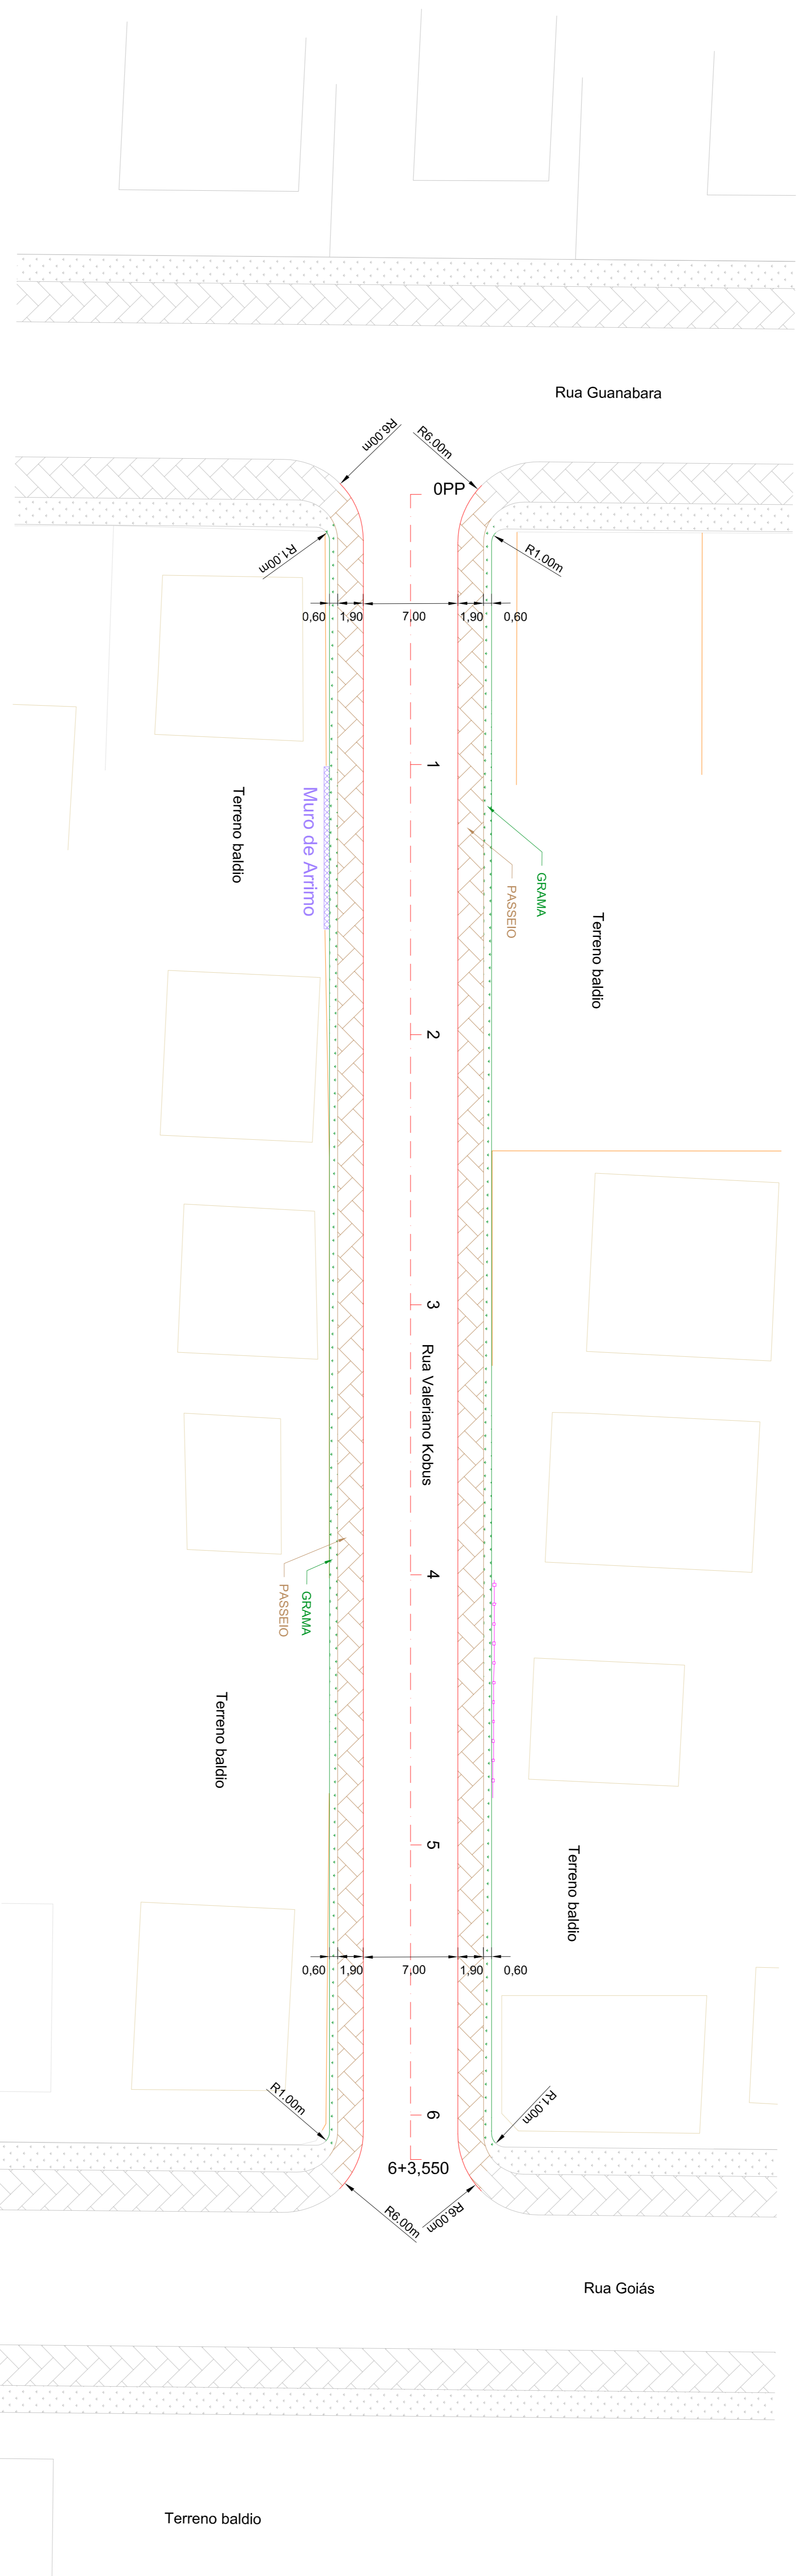 Rua Guanabara
R6.00m
R6.00m
0PP
R1.00m
R1.00m
0,60
1,90
7,00
1,90
0,60
1
Terreno baldio
Muro de Arrimo
GRAMA
PASSEIO
Terreno baldio
2
3
Rua Valeriano Kobus
4
GRAMA
PASSEIO
Terreno baldio
5
Terreno baldio
0,60
1,90
7,00
1,90
0,60
R1.00m
R1.00m
6
6+3,550
R6.00m
R6.00m
Rua Goiás
Terreno baldio